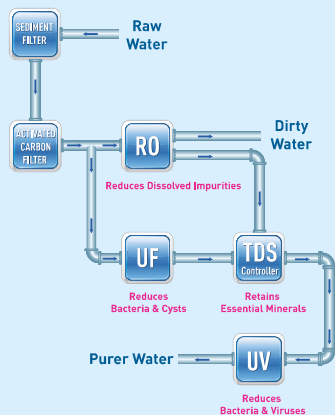 SEDIMENT
FILTER
Raw
Water
ACTIVATED
CARBON
FILTER
RO
Dirty
Water
Reduces Dissolved Impurities
UF
TDS
Controller
Reduces
Bacteria & Cysts
Retains
Essential Minerals
Purer Water
UV
Reduces
Bacteria & Viruses